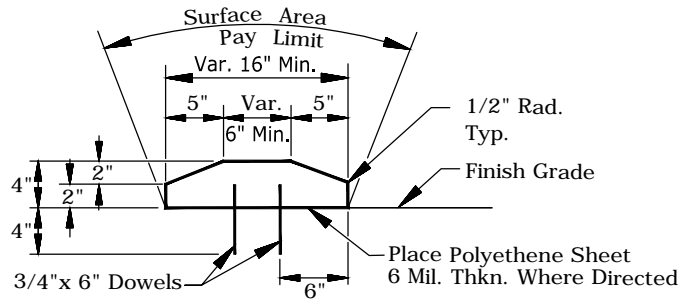 Surface Area
Pay Limit
Var. 16" Min.
5" Var. 5"
6" Min.
1/2" Rad.
Typ.
Finish Grade
4" 2"
2"
4"
Place Polyethene Sheet
6 Mil. Thkn. Where Directed
3/4"x 6" Dowels
6"